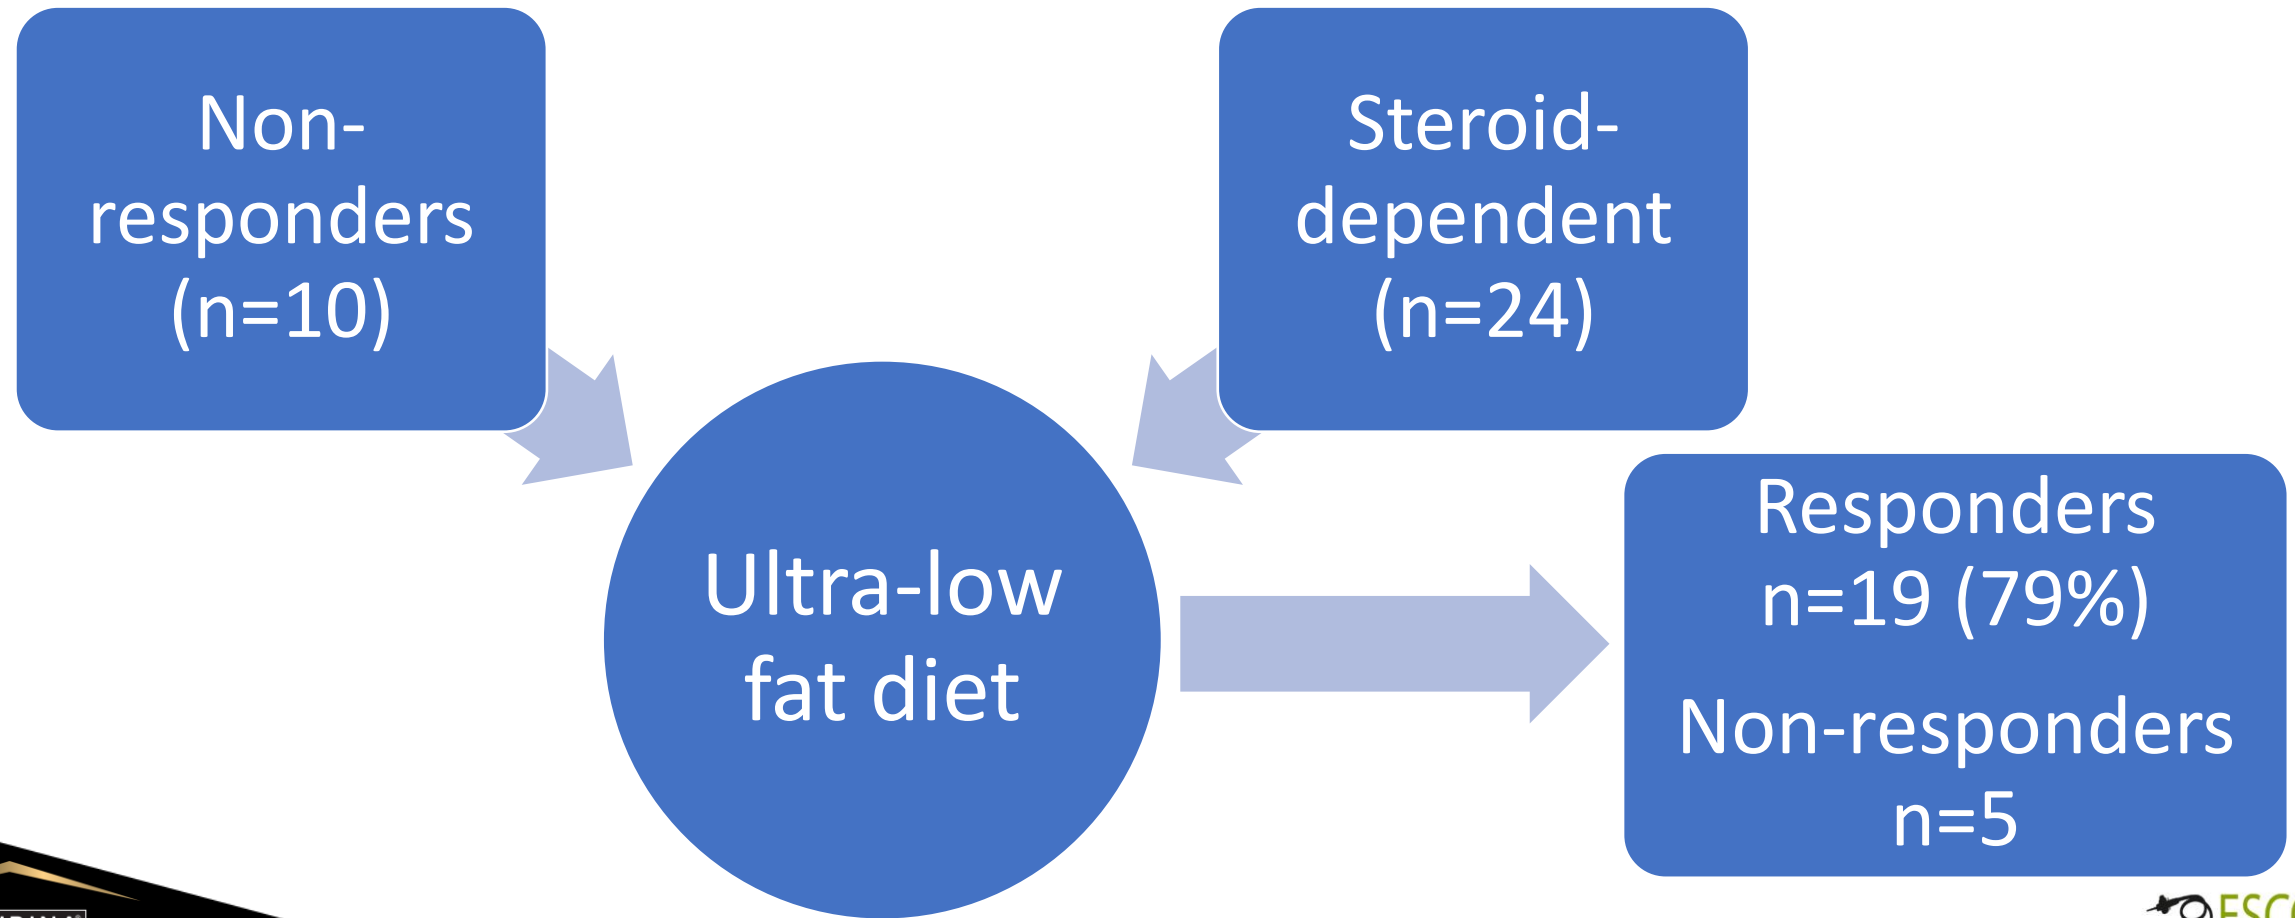 Non-
responders
(n=10)
Steroid-
dependent
(n=24)
Ultra-low
fat diet
Responders
n=19 (79%)
Non-responders
n=5